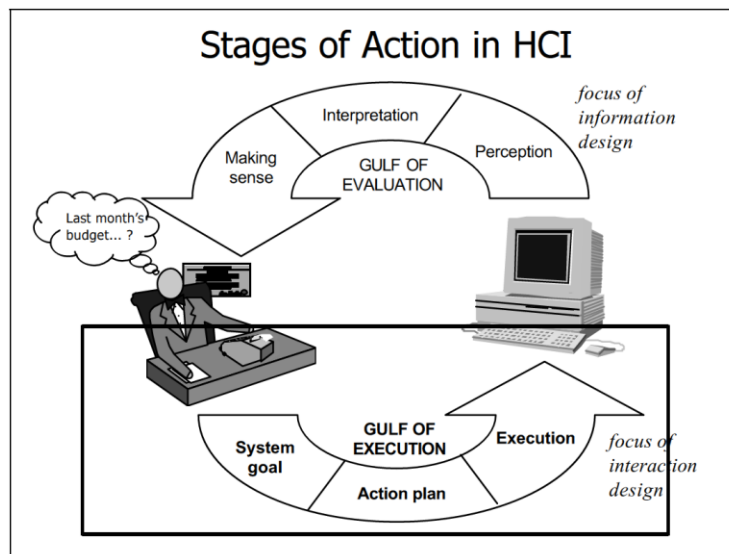 Stages of Action in HCI
focus of
information
design
Interpretation
Making
sense
Perception
GULF OF
EVALUATION
Last month's
budget... ?
System
goal
GULF OF
EXECUTION
Execution
Action plan
focus of
interaction
design